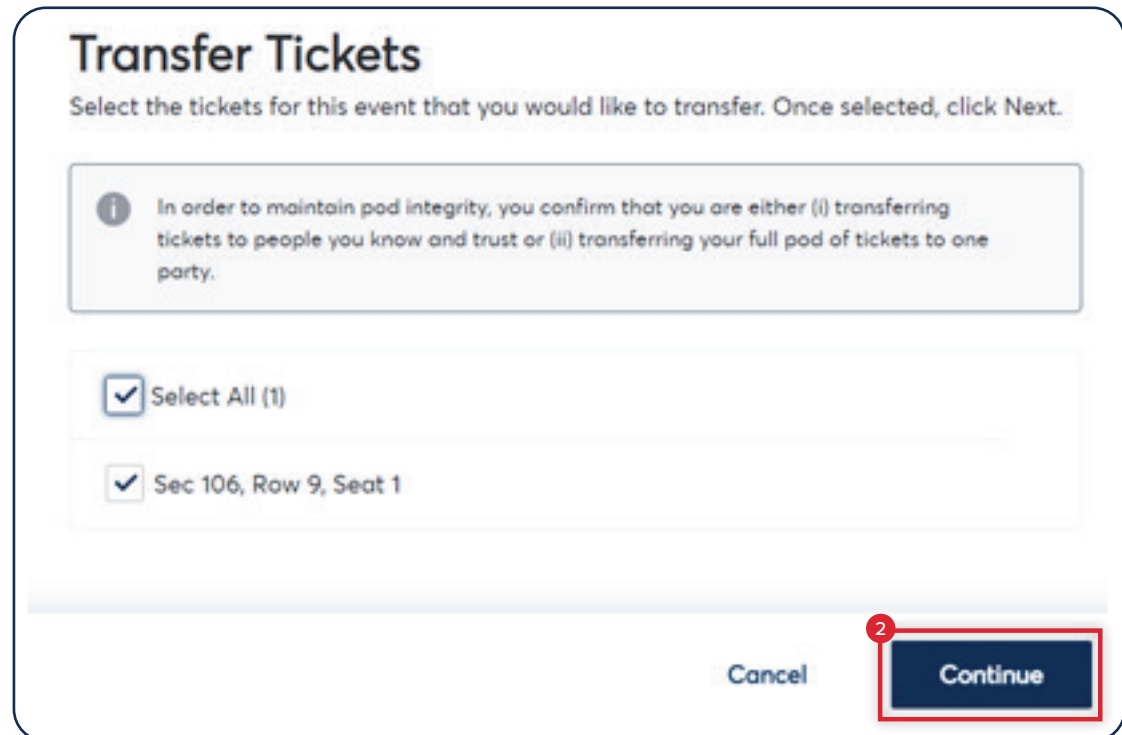 Transfer Tickets
Select the tickets for this event that you would like to transfer. Once selected, click Next.
i
In order to maintain pod integrity, you confirm that you are either (i) transferring
tickets to people you know and trust or (ii) transferring your full pod of tickets to one
party.
Select All (1)
Sec 106, Row 9, Seat 1
2
Cancel
Continue